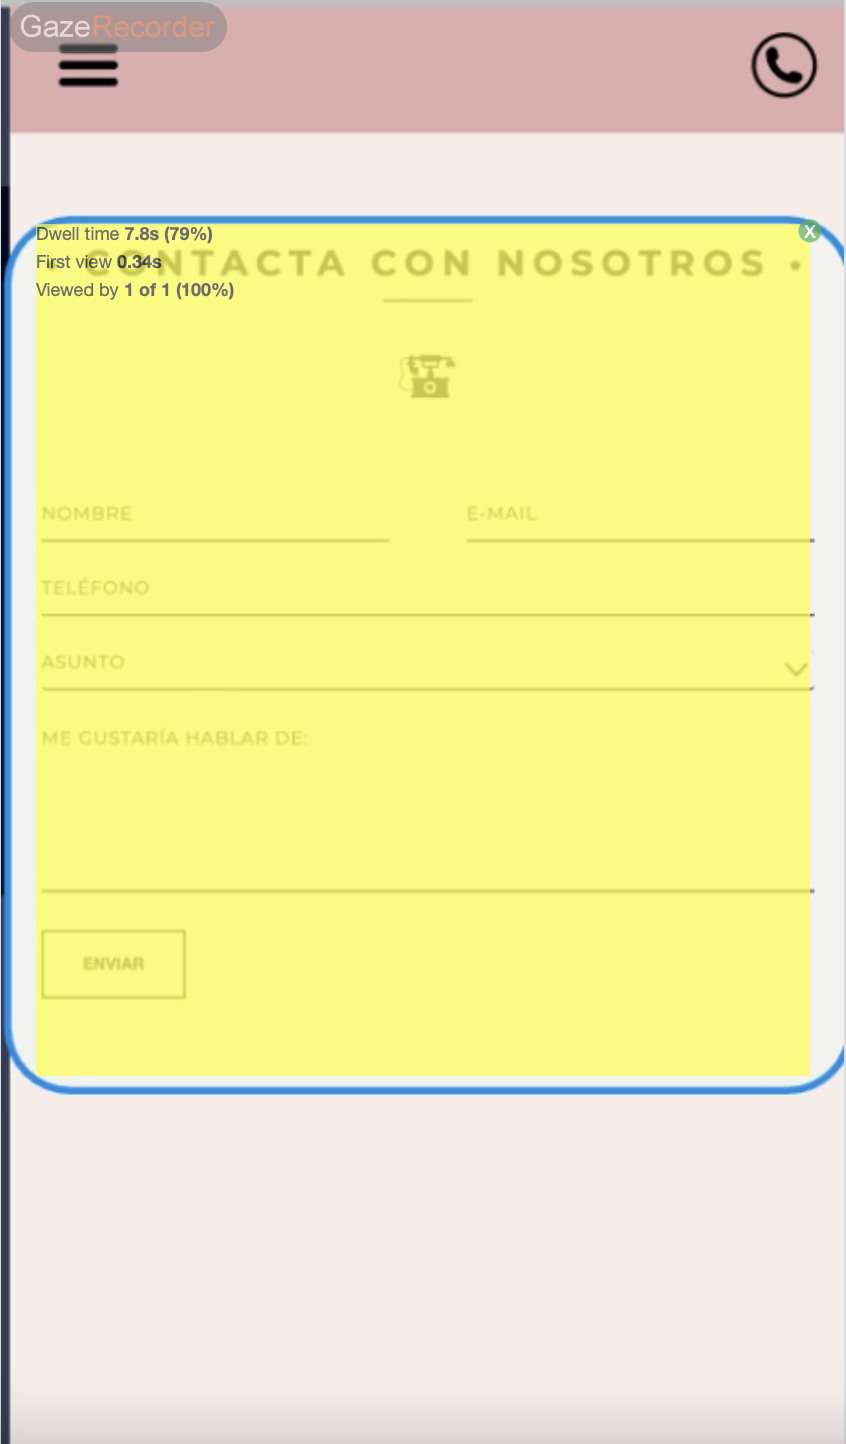 GazeRecorder
X
Dwell time 7.8s (79%)
• CONTACTA CON NOSOTROS •
First view 0.34s
Viewed by 1 of 1 (100%)
NOMBRE
E-MAIL
TELÉFONO
ASUNTO
ME GUSTARÍA HABLAR DE:
ENVIAR